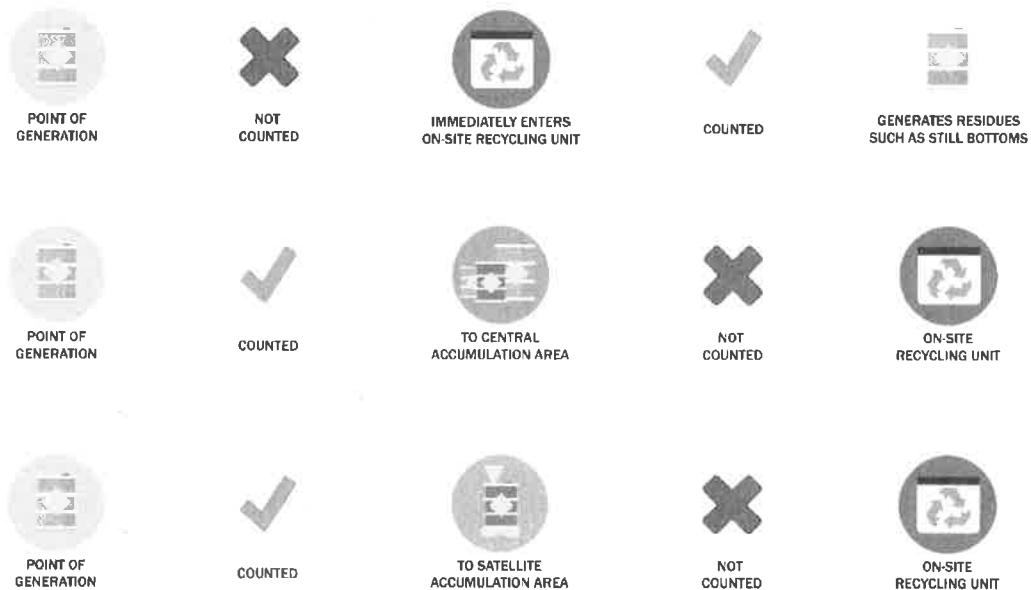 POINT OF
GENERATION
NOT
COUNTED
IMMEDIATELY ENTERS
ON-SITE RECYCLING UNIT
COUNTED
GENERATES RESIDUES
SUCH AS STILL BOTTOMS
POINT OF
GENERATION
COUNTED
TO CENTRAL
ACCUMULATION AREA
NOT
COUNTED
ON-SITE
RECYCLING UNIT
POINT OF
GENERATION
COUNTED
TO SATELLITE
ACCUMULATION AREA
NOT
COUNTED
ON-SITE
RECYCLING UNIT